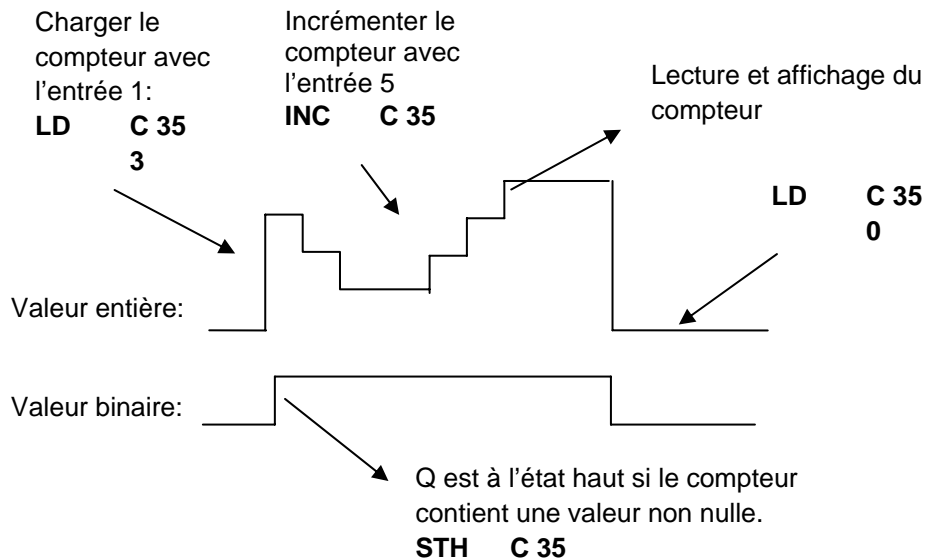 Charger le
compteur avec
l'entrée 1:
LD C 35
3
Incrémenter le
compteur avec
l'entrée 5
INC C 35
Lecture et affichage du
compteur
LD C 35
0
Valeur entière:
Valeur binaire:
Q est à l'état haut si le compteur
contient une valeur non nulle.
STH C 35